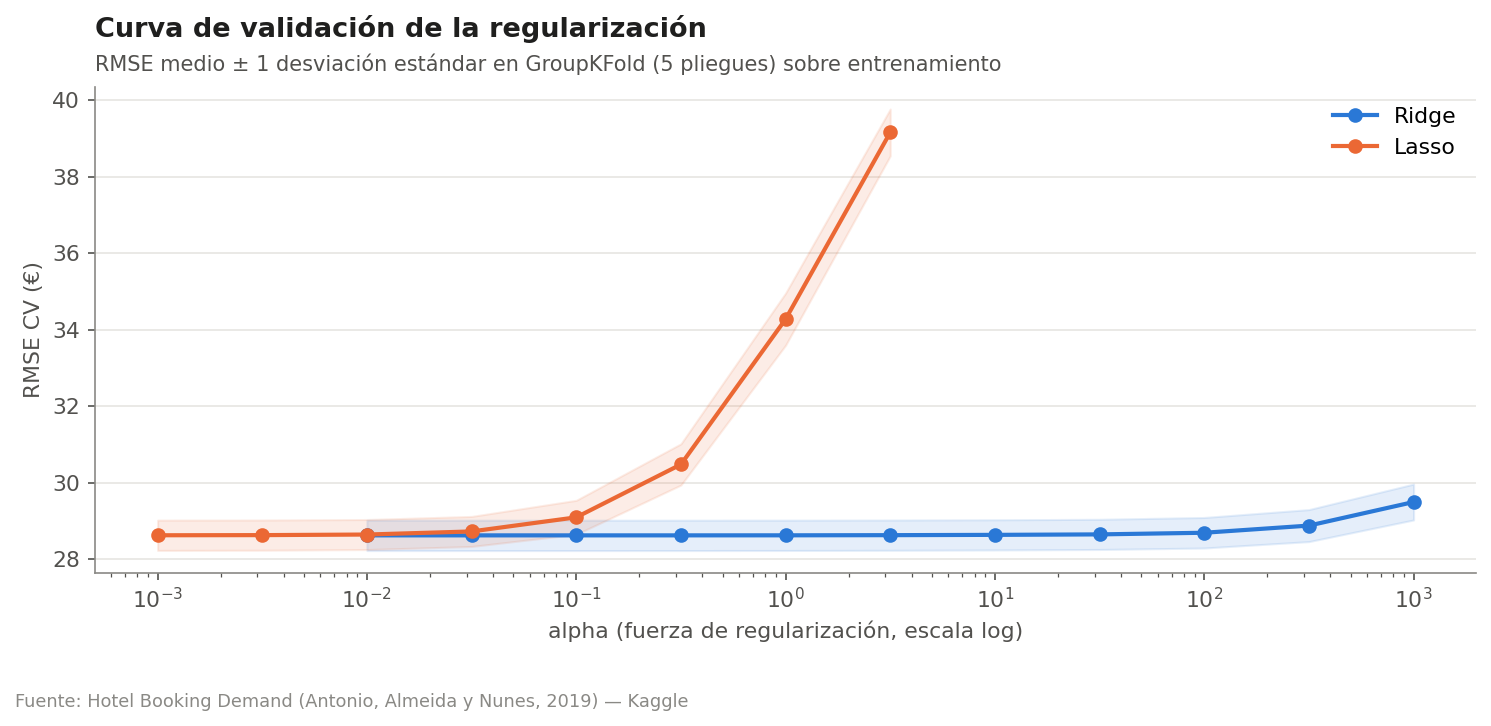 Curva de validación de la regularización
RMSE medio ± 1 desviación estándar en GroupKFold (5 pliegues) sobre entrenamiento
Ridge
Lasso
RMSE CV (€)
40
38
36
34
32
30
28
10⁻³ 10⁻² 10⁻¹ 10⁰ 10¹ 10² 10³
alpha (fuerza de regularización, escala log)
Fuente: Hotel Booking Demand (Antonio, Almeida y Nunes, 2019) — Kaggle